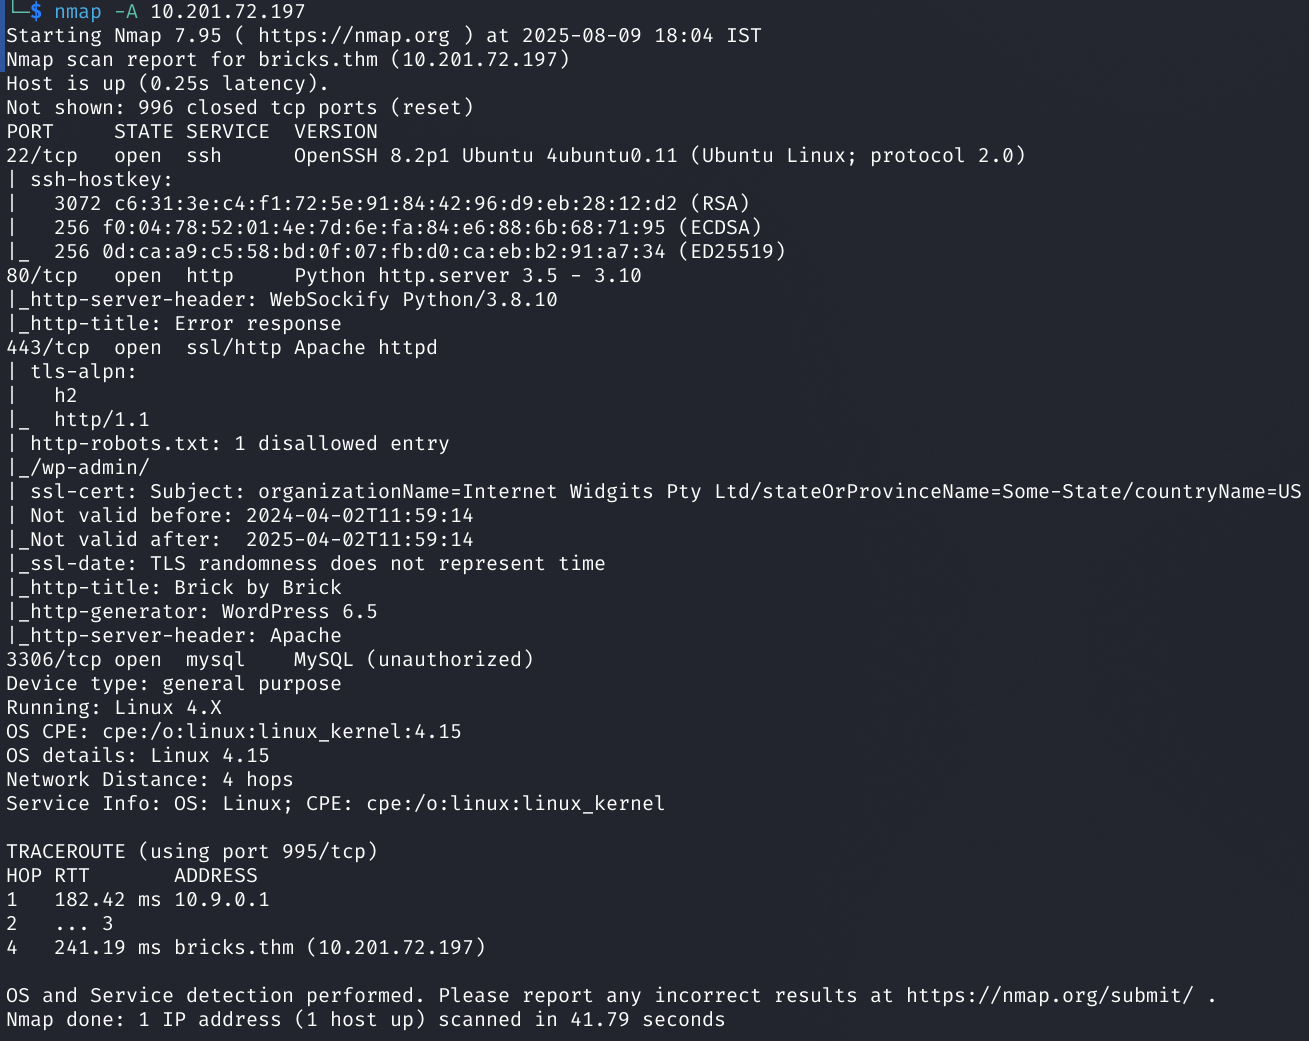 └─$ nmap -A 10.201.72.197
Starting Nmap 7.95 ( https://nmap.org ) at 2025-08-09 18:04 IST
Nmap scan report for bricks.thm (10.201.72.197)
Host is up (0.25s latency).
Not shown: 996 closed tcp ports (reset)
PORT     STATE SERVICE  VERSION
22/tcp   open  ssh      OpenSSH 8.2p1 Ubuntu 4ubuntu0.11 (Ubuntu Linux; protocol 2.0)
| ssh-hostkey:
|   3072 c6:31:3e:c4:f1:72:5e:91:84:42:96:d9:eb:28:12:d2 (RSA)
|   256 f0:04:78:52:01:4e:7d:6e:fa:84:e6:88:6b:68:71:95 (ECDSA)
|_  256 0d:ca:a9:c5:58:bd:0f:07:fb:d0:ca:eb:b2:91:a7:34 (ED25519)
80/tcp   open  http     Python http.server 3.5 - 3.10
|_http-server-header: WebSockify Python/3.8.10
|_http-title: Error response
443/tcp  open  ssl/http Apache httpd
| tls-alpn:
|   h2
|_  http/1.1
| http-robots.txt: 1 disallowed entry
|_/wp-admin/
| ssl-cert: Subject: organizationName=Internet Widgits Pty Ltd/stateOrProvinceName=Some-State/countryName=US
| Not valid before: 2024-04-02T11:59:14
|_Not valid after:  2025-04-02T11:59:14
|_ssl-date: TLS randomness does not represent time
|_http-title: Brick by Brick
|_http-generator: WordPress 6.5
|_http-server-header: Apache
3306/tcp open  mysql    MySQL (unauthorized)
Device type: general purpose
Running: Linux 4.X
OS CPE: cpe:/o:linux:linux_kernel:4.15
OS details: Linux 4.15
Network Distance: 4 hops
Service Info: OS: Linux; CPE: cpe:/o:linux:linux_kernel
TRACEROUTE (using port 995/tcp)
HOP RTT       ADDRESS
1   182.42 ms 10.9.0.1
2   ... 3
4   241.19 ms bricks.thm (10.201.72.197)
OS and Service detection performed. Please report any incorrect results at https://nmap.org/submit/ .
Nmap done: 1 IP address (1 host up) scanned in 41.79 seconds